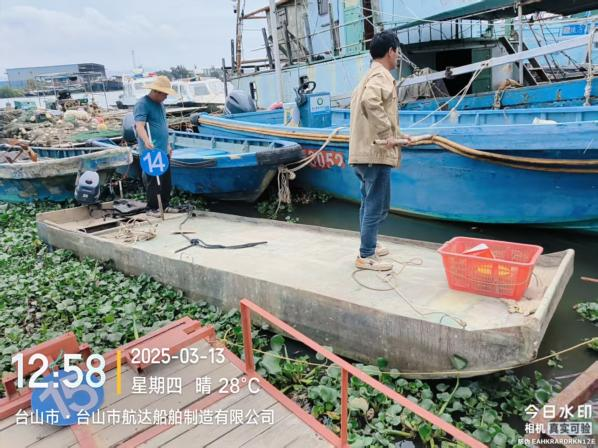 14
053
12:58
2025-03-13
星期四 晴 28℃
台山市·台山市航达船舶制造有限公司
15
今日水印
相机 真实可验
防伪 EAHKRARDRKN12E